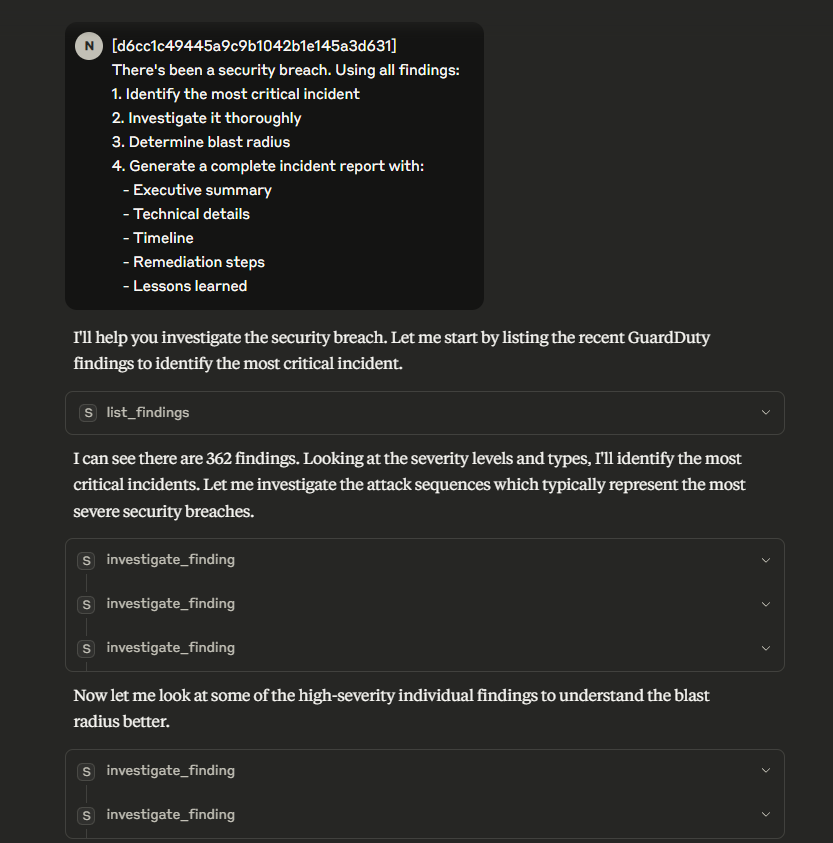 N
[d6cc1c49445a9c9b1042b1e145a3d631]
There's been a security breach. Using all findings:
1. Identify the most critical incident
2. Investigate it thoroughly
3. Determine blast radius
4. Generate a complete incident report with:
- Executive summary
- Technical details
- Timeline
- Remediation steps
- Lessons learned
I'll help you investigate the security breach. Let me start by listing the recent GuardDuty
findings to identify the most critical incident.
S list_findings
I can see there are 362 findings. Looking at the severity levels and types, I'll identify the most
critical incidents. Let me investigate the attack sequences which typically represent the most
severe security breaches.
S investigate_finding
S investigate_finding
S investigate_finding
Now let me look at some of the high-severity individual findings to understand the blast
radius better.
S investigate_finding
S investigate_finding